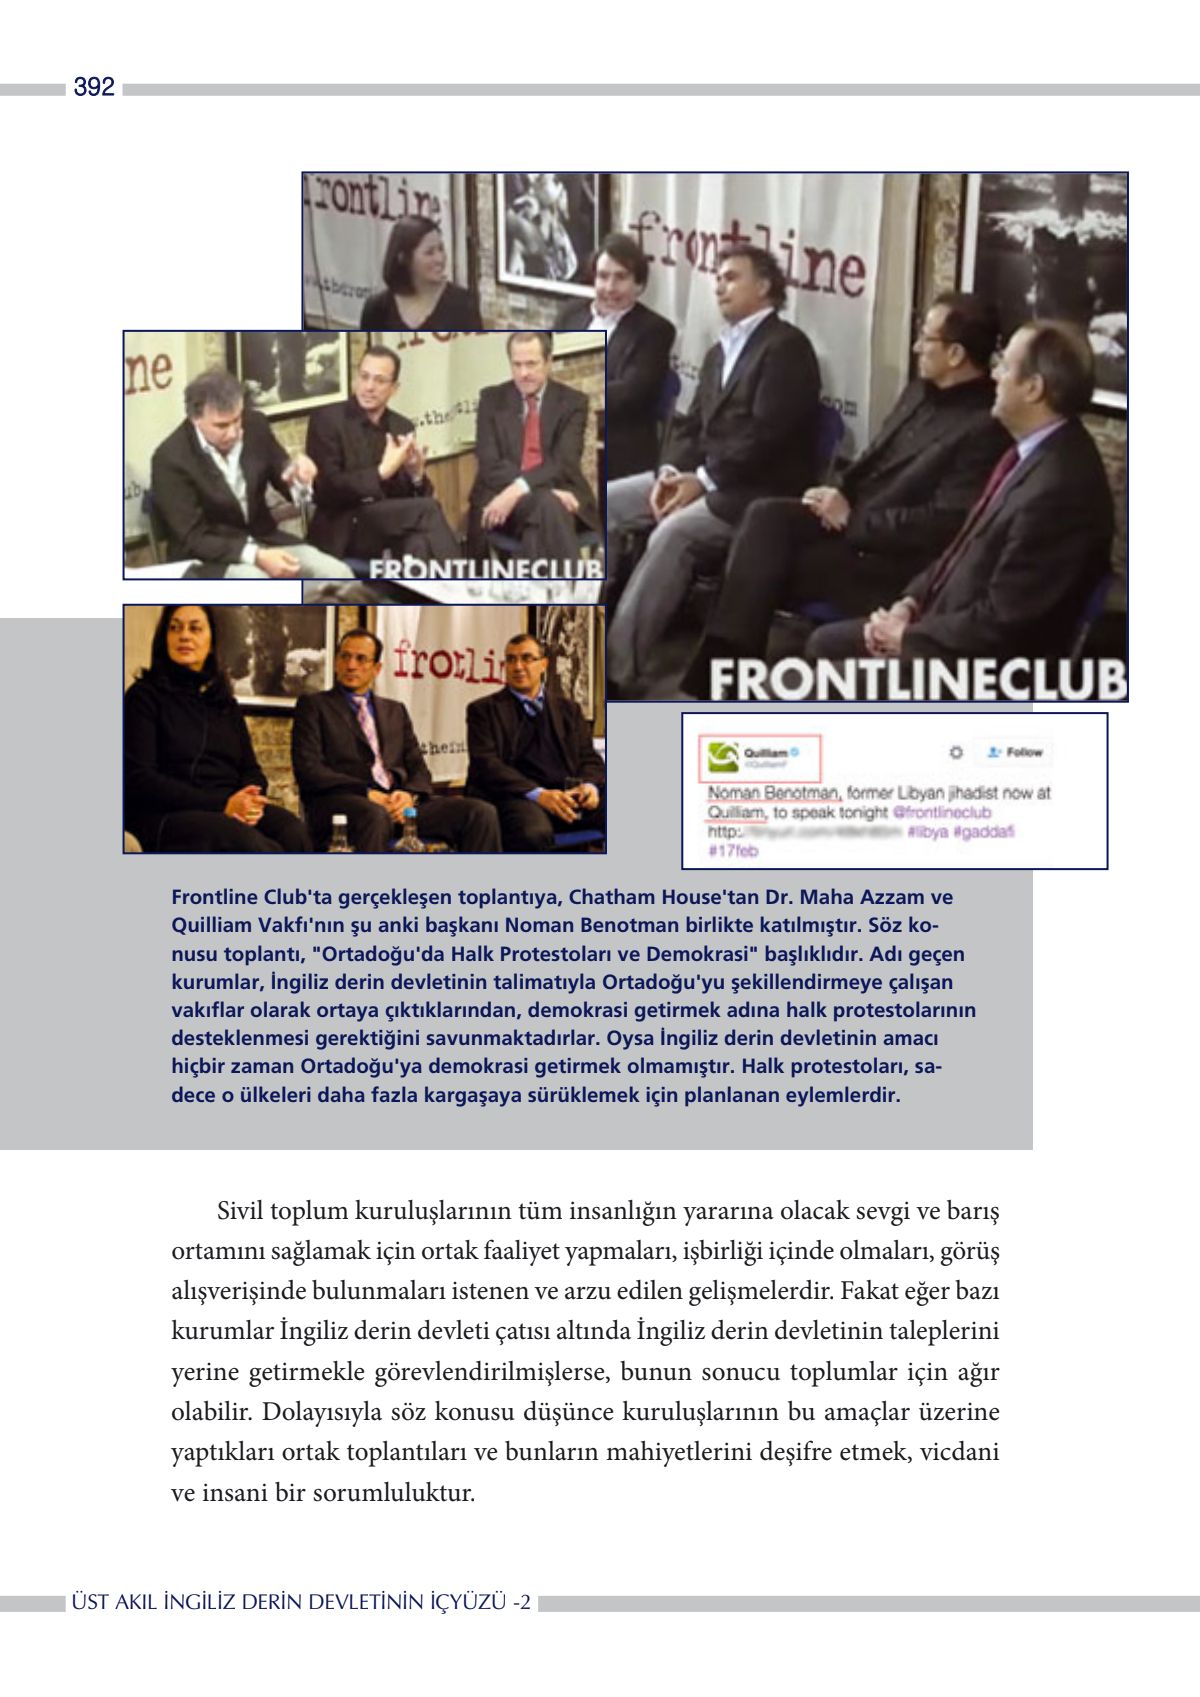 392
frontline
frontline
ne
.com
FRONTLINECLUB
FRONTLINECLUB
Quilliam
Follow
Noman Benotman, former Libyan jihadist now at
Quilliam, to speak tonight @frontlineclub
http: #libya #gaddafi
#17feb
Frontline Club'ta gerçekleşen toplantıya, Chatham House'tan Dr. Maha Azzam ve
Quilliam Vakfı'nın şu anki başkanı Noman Benotman birlikte katılmıştır. Söz ko-
nusu toplantı, "Ortadoğu'da Halk Protestoları ve Demokrasi" başlıklıdır. Adı geçen
kurumlar, İngiliz derin devletinin talimatıyla Ortadoğu'yu şekillendirmeye çalışan
vakıflar olarak ortaya çıktıklarından, demokrasi getirmek adına halk protestolarının
desteklenmesi gerektiğini savunmaktadırlar. Oysa İngiliz derin devletinin amacı
hiçbir zaman Ortadoğu'ya demokrasi getirmek olmamıştır. Halk protestoları, sa-
dece o ülkeleri daha fazla kargaşaya sürüklemek için planlanan eylemlerdir.
Sivil toplum kuruluşlarının tüm insanlığın yararına olacak sevgi ve barış
ortamını sağlamak için ortak faaliyet yapmaları, işbirliği içinde olmaları, görüş
alışverişinde bulunmaları istenen ve arzu edilen gelişmelerdir. Fakat eğer bazı
kurumlar İngiliz derin devleti çatısı altında İngiliz derin devletinin taleplerini
yerine getirmekle görevlendirilmişlerse, bunun sonucu toplumlar için ağır
olabilir. Dolayısıyla söz konusu düşünce kuruluşlarının bu amaçlar üzerine
yaptıkları ortak toplantıları ve bunların mahiyetlerini deşifre etmek, vicdani
ve insani bir sorumluluktur.
ÜST AKIL İNGİLİZ DERİN DEVLETİNİN İÇYÜZÜ -2